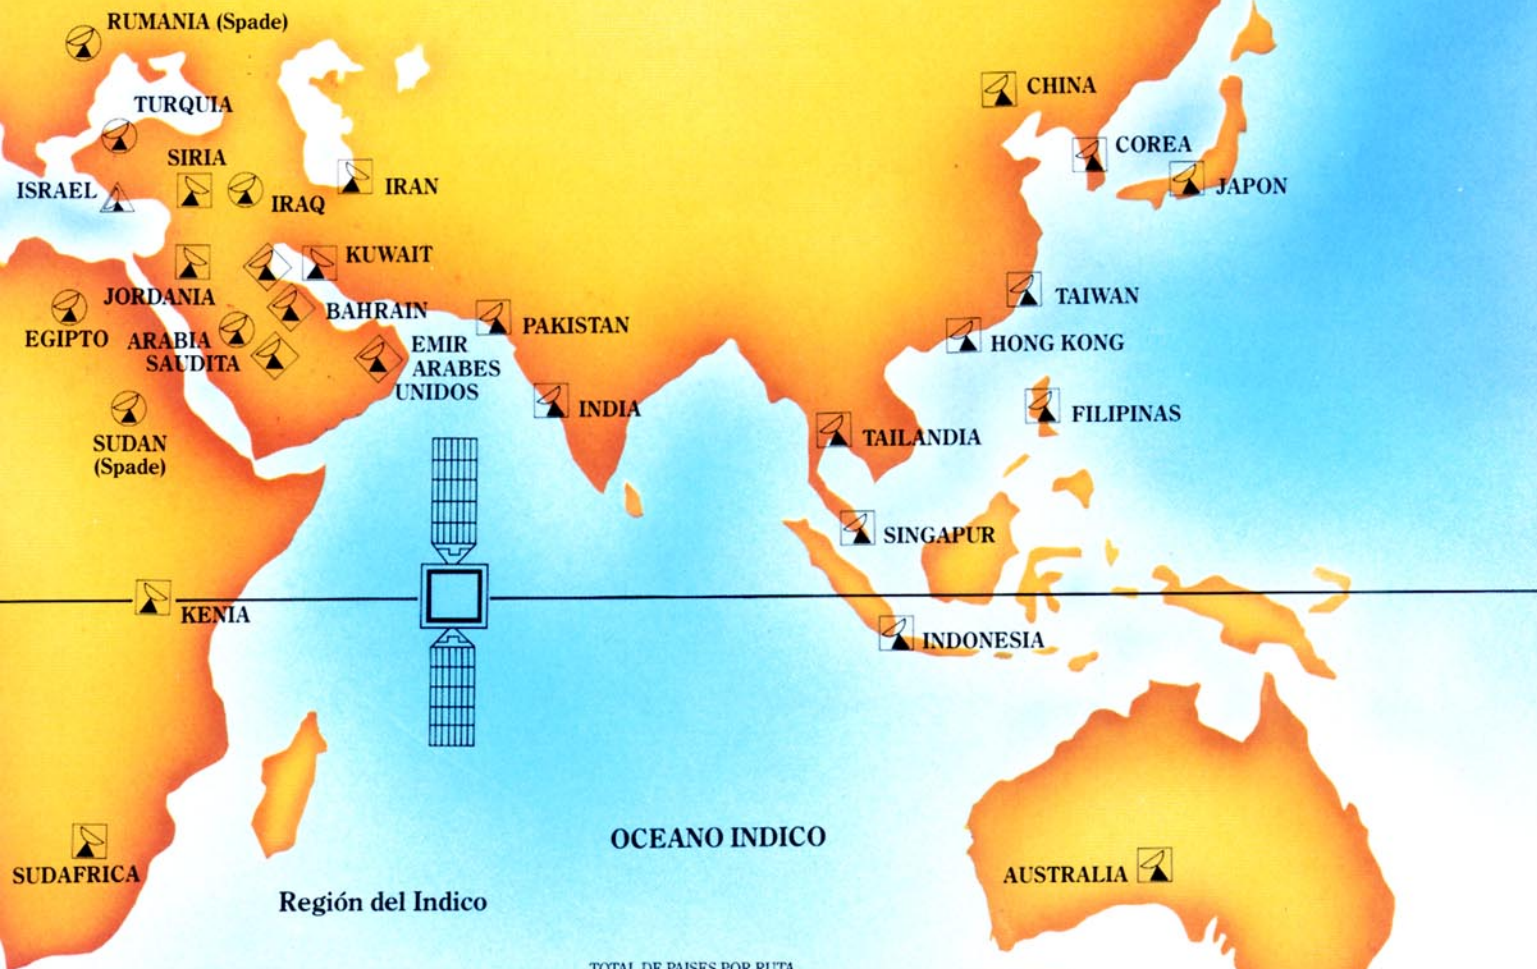 RUMANIA (Spade)
TURQUIA
CHINA
COREA
SIRIA
ISRAEL
IRAN
JAPON
IRAQ
KUWAIT
JORDANIA
TAIWAN
BAHRAIN
PAKISTAN
EGIPTO
ARABIA
SAUDITA
HONG KONG
EMIR
ARABES
UNIDOS
INDIA
FILIPINAS
TAILANDIA
SUDAN
(Spade)
SINGAPUR
KENIA
INDONESIA
OCEANO INDICO
SUDAFRICA
AUSTRALIA
Región del Indico
TOTAL DE PAISES POR RUTA